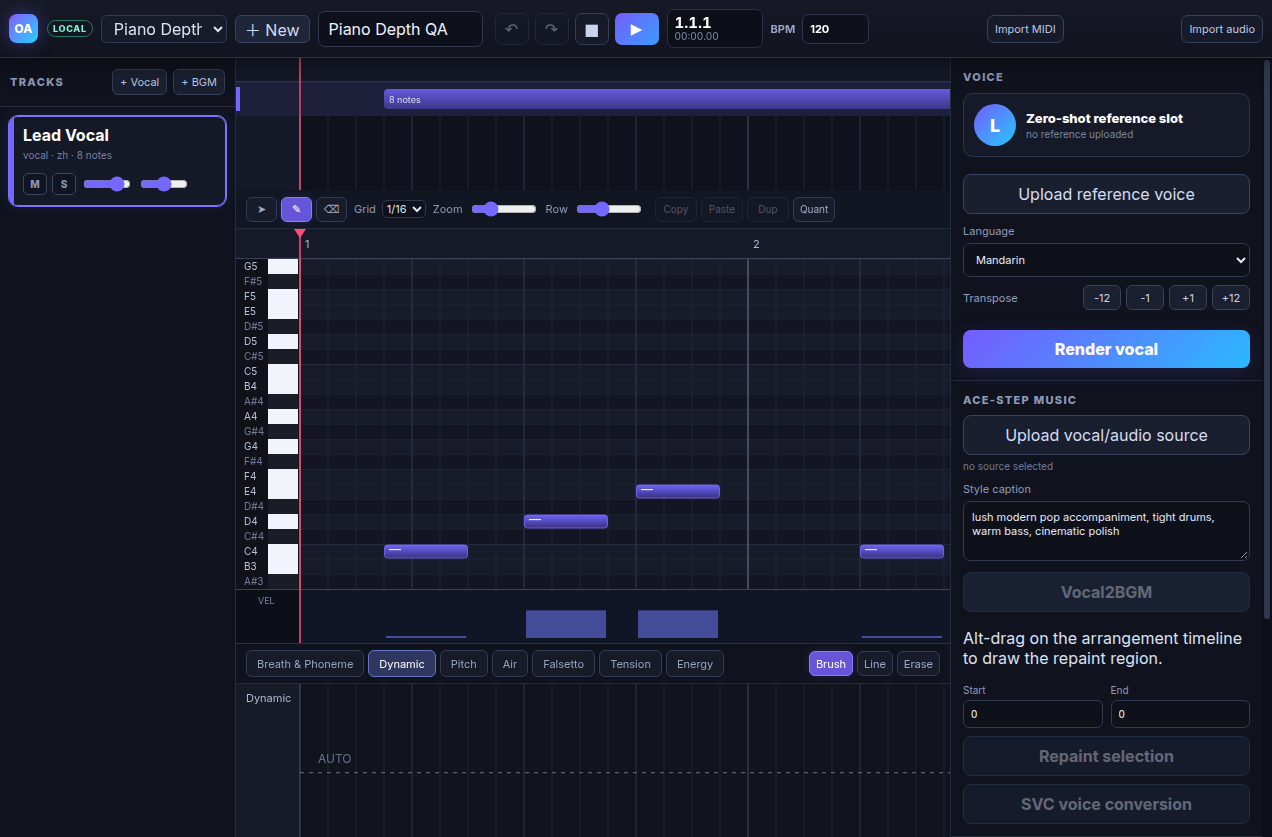 OA
LOCAL
Piano Depth
+ New
Piano Depth QA
1.1.1
00:00.00
BPM
120
Import MIDI
Import audio
TRACKS
+ Vocal
+ BGM
Lead Vocal
vocal · zh · 8 notes
M
S
8 notes
Grid
1/16
Zoom
Row
Copy
Paste
Dup
Quant
1
2
G5
F#5
F5
E5
D#5
D5
C#5
C5
B4
A#4
A4
G#4
G4
F#4
F4
E4
D#4
D4
C#4
C4
B3
A#3
VEL
Breath & Phoneme
Dynamic
Pitch
Air
Falsetto
Tension
Energy
Brush
Line
Erase
Dynamic
AUTO
VOICE
L
Zero-shot reference slot
no reference uploaded
Upload reference voice
Language
Mandarin
Transpose
-12
-1
+1
+12
Render vocal
ACE-STEP MUSIC
Upload vocal/audio source
no source selected
Style caption
lush modern pop accompaniment, tight drums,
warm bass, cinematic polish
Vocal2BGM
Alt-drag on the arrangement timeline
to draw the repaint region.
Start
End
0
0
Repaint selection
SVC voice conversion